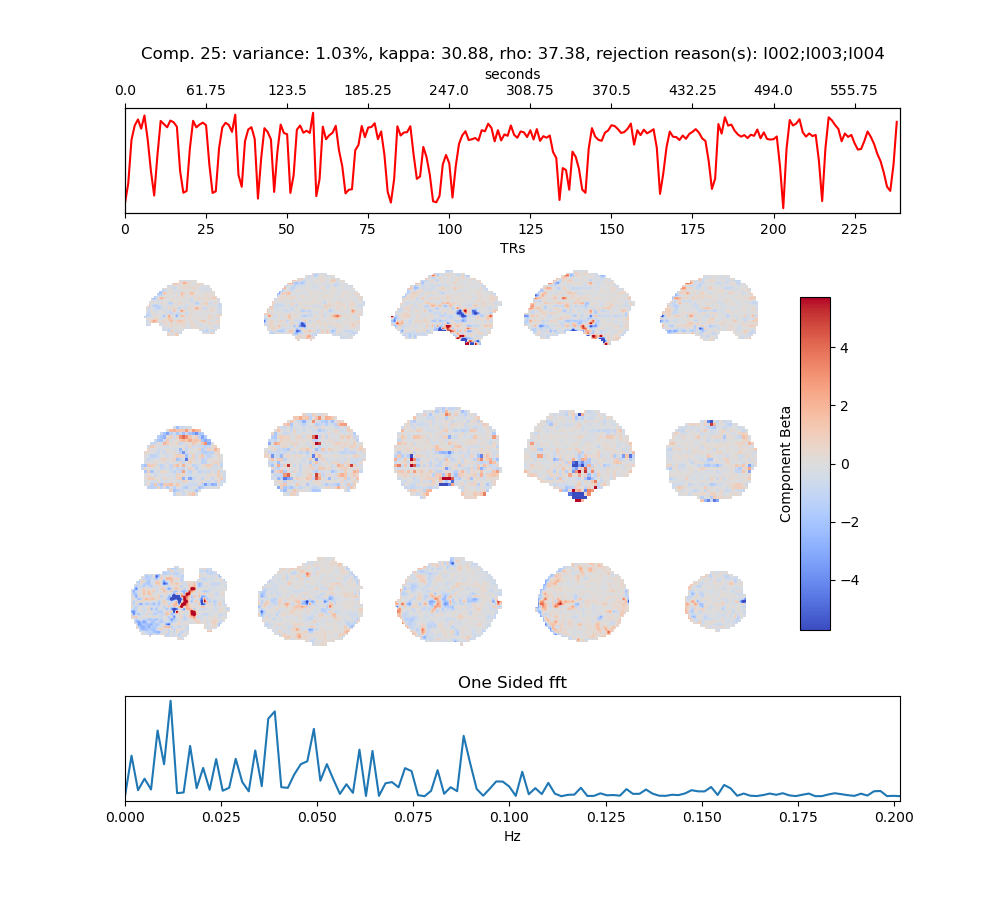 Comp. 25: variance: 1.03%, kappa: 30.88, rho: 37.38, rejection reason(s): I002;I003;I004
seconds
0.0 61.75 123.5 185.25 247.0 308.75 370.5 432.25 494.0 555.75
0 25 50 75 100 125 150 175 200 225
TRs
4
2
0
−2
−4
Component Beta
One Sided fft
0.000 0.025 0.050 0.075 0.100 0.125 0.150 0.175 0.200
Hz